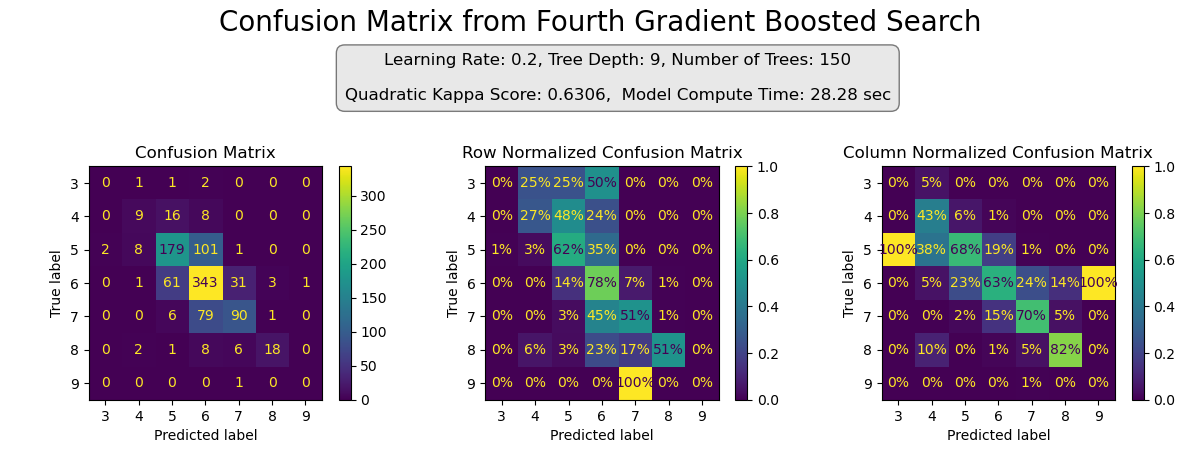 Confusion Matrix from Fourth Gradient Boosted Search
Learning Rate: 0.2, Tree Depth: 9, Number of Trees: 150
Quadratic Kappa Score: 0.6306,  Model Compute Time: 28.28 sec
Confusion Matrix
True label
3 0 1 1 2 0 0 0
4 0 9 16 8 0 0 0
5 2 8 179 101 1 0 0
6 0 1 61 343 31 3 1
7 0 0 6 79 90 1 0
8 0 2 1 8 6 18 0
9 0 0 0 0 1 0 0
3 4 5 6 7 8 9
Predicted label
300
250
200
150
100
50
0
Row Normalized Confusion Matrix
True label
3 0% 25% 25% 50% 0% 0% 0%
4 0% 27% 48% 24% 0% 0% 0%
5 1% 3% 62% 35% 0% 0% 0%
6 0% 0% 14% 78% 7% 1% 0%
7 0% 0% 3% 45% 51% 1% 0%
8 0% 6% 3% 23% 17% 51% 0%
9 0% 0% 0% 0% 100% 0% 0%
3 4 5 6 7 8 9
Predicted label
1.0
0.8
0.6
0.4
0.2
0.0
Column Normalized Confusion Matrix
True label
3 0% 5% 0% 0% 0% 0% 0%
4 0% 43% 6% 1% 0% 0% 0%
5 100% 38% 68% 19% 1% 0% 0%
6 0% 5% 23% 63% 24% 14% 100%
7 0% 0% 2% 15% 70% 5% 0%
8 0% 10% 0% 1% 5% 82% 0%
9 0% 0% 0% 0% 1% 0% 0%
3 4 5 6 7 8 9
Predicted label
1.0
0.8
0.6
0.4
0.2
0.0